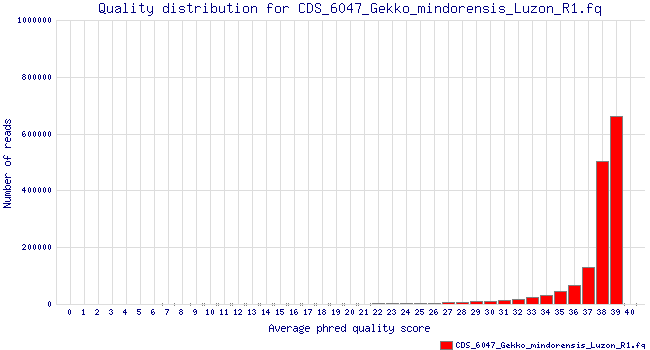 Quality distribution for CDS_6047_Gekko_mindorensis_Luzon_R1.fq
1000000
800000
600000
400000
200000
0
Number of reads
0 1 2 3 4 5 6 7 8 9 10 11 12 13 14 15 16 17 18 19 20 21 22 23 24 25 26 27 28 29 30 31 32 33 34 35 36 37 38 39 40
Average phred quality score
CDS_6047_Gekko_mindorensis_Luzon_R1.fq